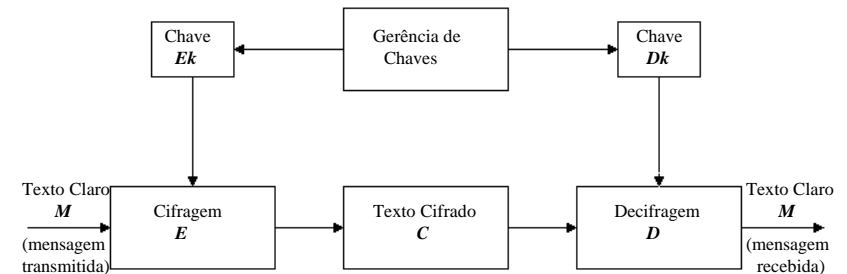 Chave
Ek
Gerência de
Chaves
Chave
Dk
Texto Claro
M
(mensagem
transmitida)
Cifragem
E
Texto Cifrado
C
Decifragem
D
Texto Claro
M
(mensagem
recebida)